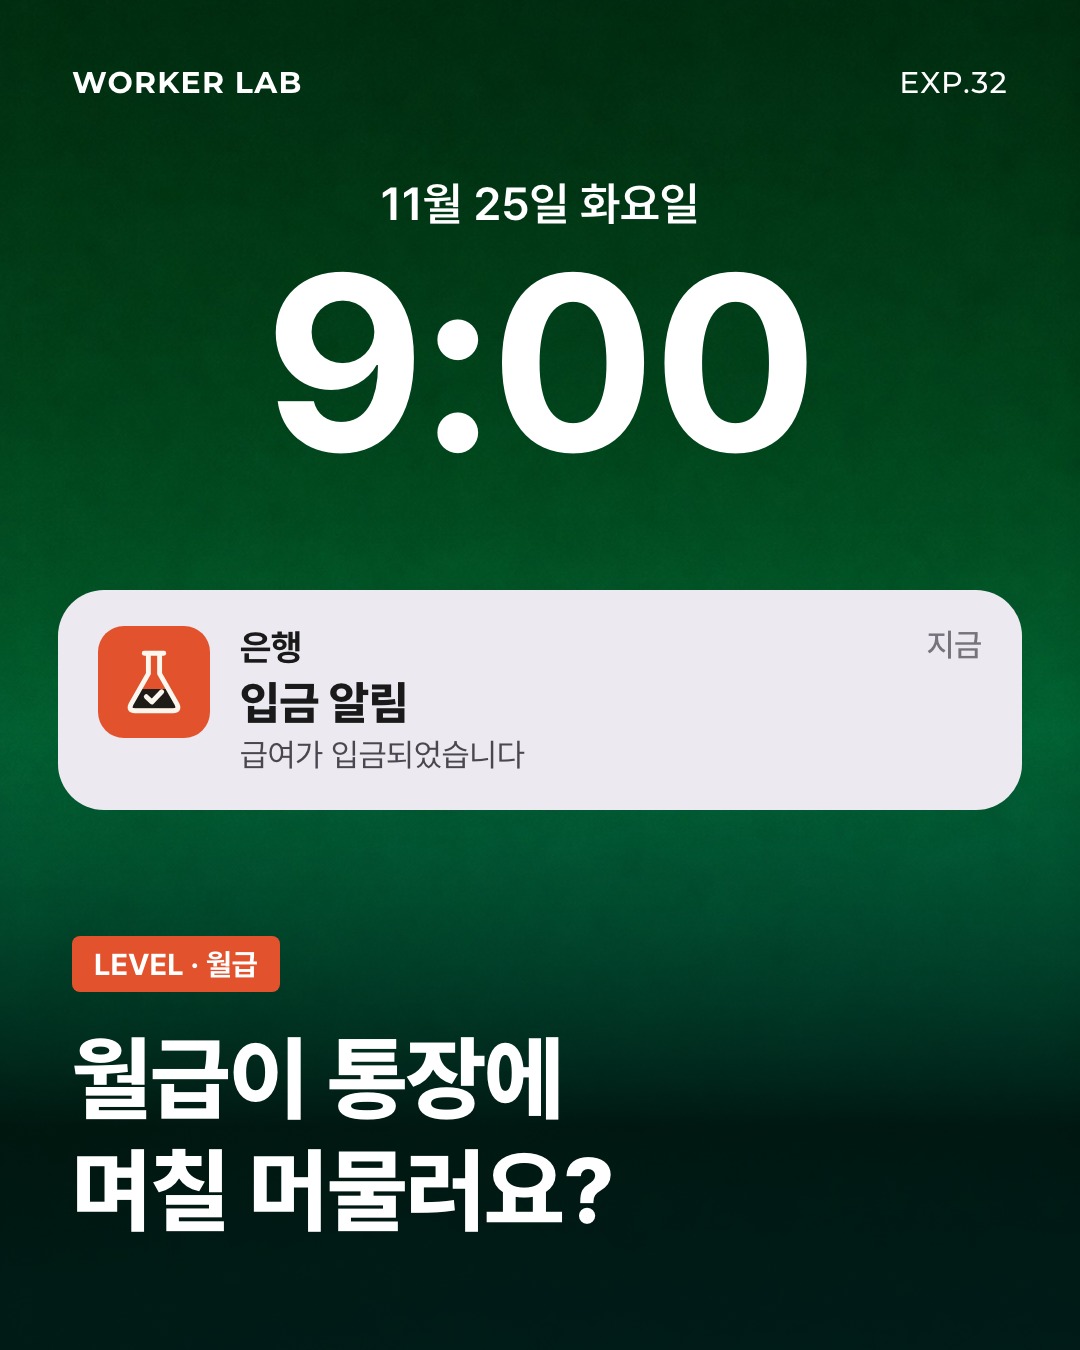 WORKER LAB
EXP.32
11월 25일 화요일
9:00
은행
지금
입금 알림
급여가 입금되었습니다
LEVEL · 월급
월급이 통장에
며칠 머물러요?